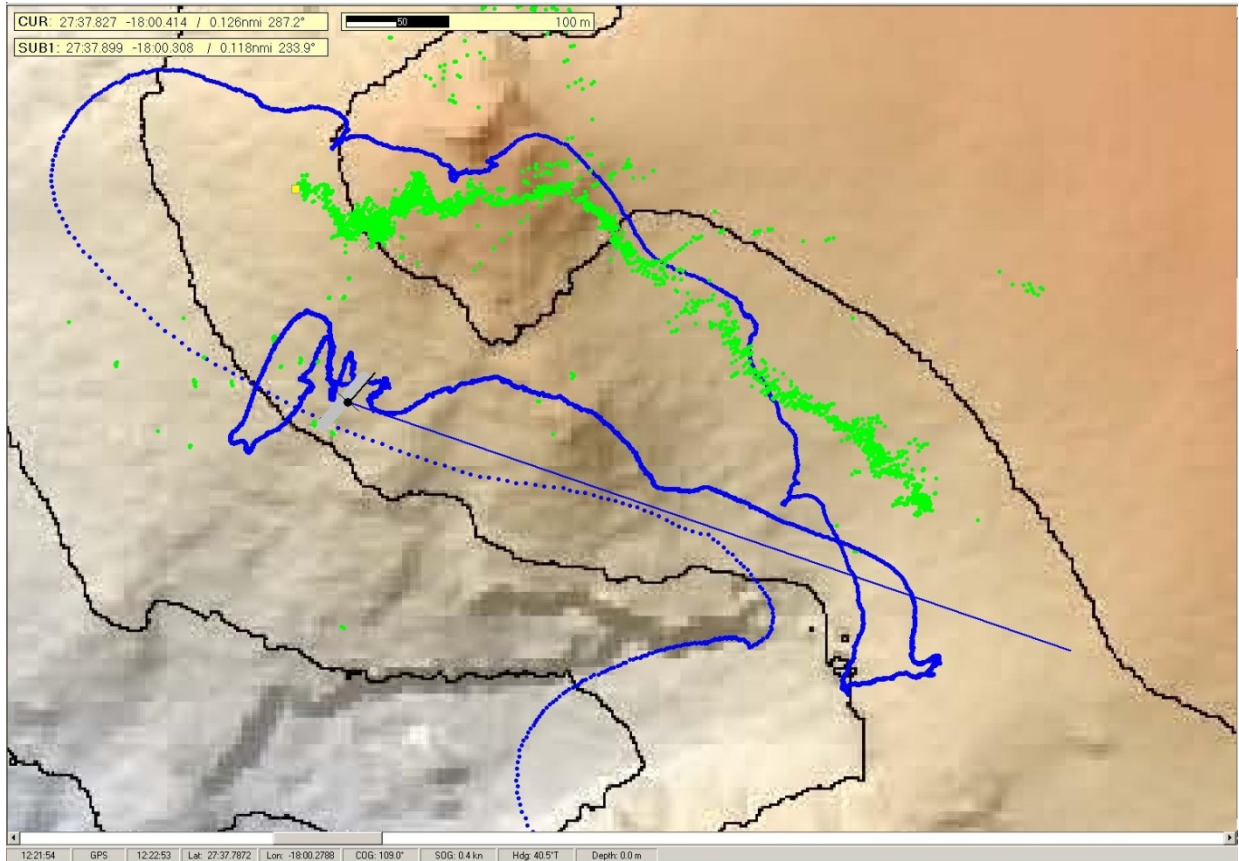 CUR: 27:37.827 -18:00.414 / 0.126nmi 287.2°
50 100 m
SUB1: 27:37.899 -18:00.308 / 0.118nmi 233.9°
12:21:54 GPS 12:22:53 Lat: 27:37.7872 Lon: -18:00.2788 COG: 109.0° SOG: 0.4 kn Hdg: 40.5°T Depth: 0.0 m